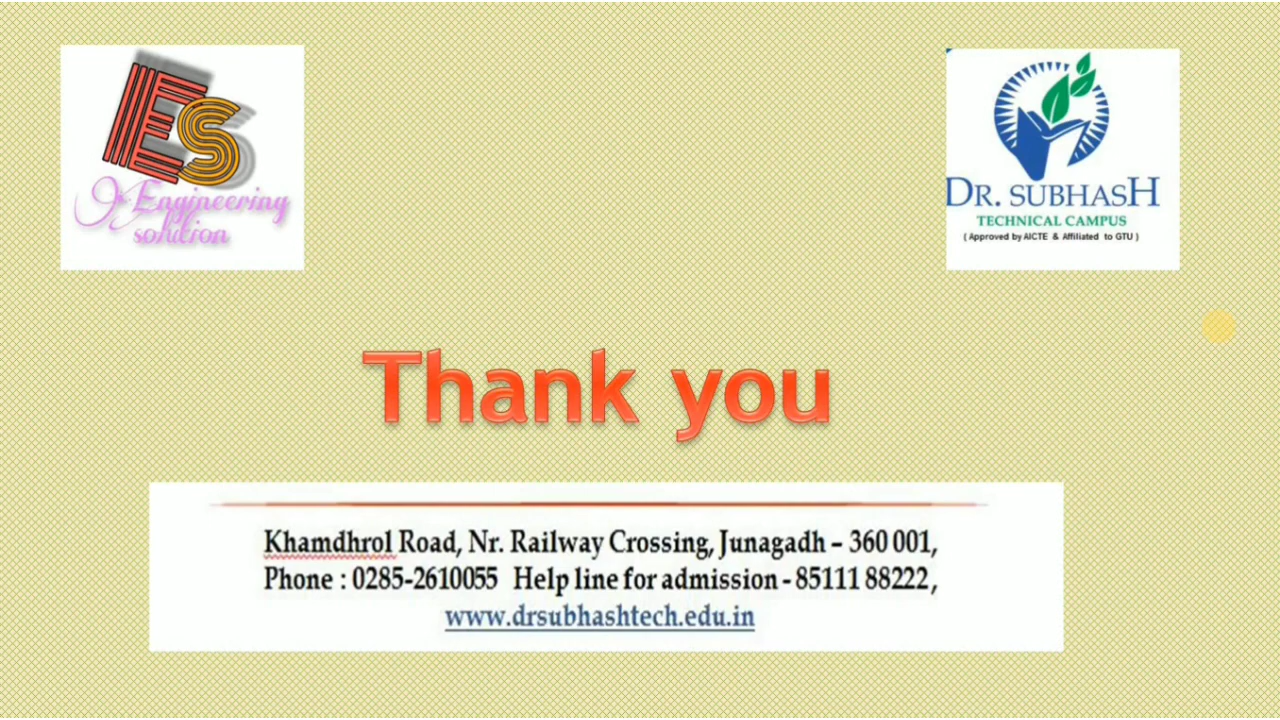 ES
Engineering
solution
DR. SUBHASH
TECHNICAL CAMPUS
( Approved by AICTE & Affiliated to GTU )
Thank you
Khamdhrol Road, Nr. Railway Crossing, Junagadh – 360 001,
Phone : 0285-2610055 Help line for admission - 85111 88222,
www.drsubhashtech.edu.in